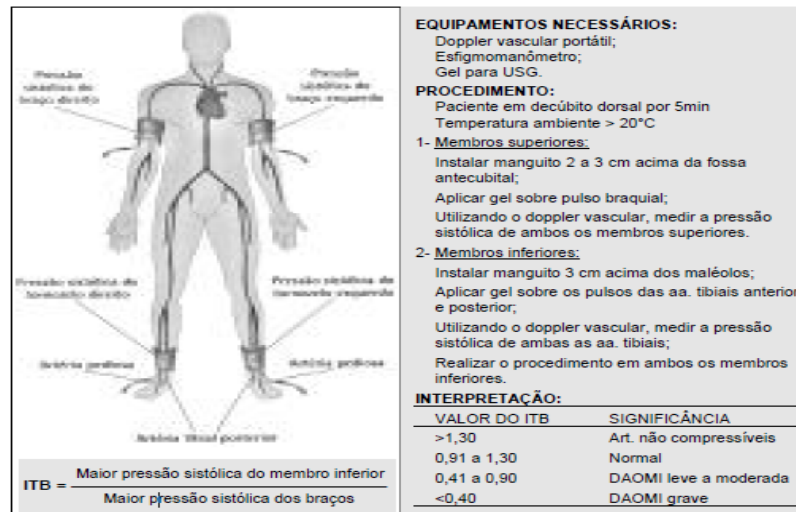 Pressão
sistólica do
braço direito
Pressão
sistólica do
braço esquerdo
Pressão sistólica do
tornozelo direito
Pressão sistólica do
tornozelo esquerdo
Artéria pediosa
Artéria pediosa
Artéria tibial posterior
ITB = Maior pressão sistólica do membro inferior
Maior pressão sistólica dos braços
EQUIPAMENTOS NECESSÁRIOS:
Doppler vascular portátil;
Esfigmomanômetro;
Gel para USG.
PROCEDIMENTO:
Paciente em decúbito dorsal por 5min
Temperatura ambiente > 20°C
1- Membros superiores:
Instalar manguito 2 a 3 cm acima da fossa
antecubital;
Aplicar gel sobre pulso braquial;
Utilizando o doppler vascular, medir a pressão
sistólica de ambos os membros superiores.
2- Membros inferiores:
Instalar manguito 3 cm acima dos maléolos;
Aplicar gel sobre os pulsos das aa. tibiais anterior
e posterior;
Utilizando o doppler vascular, medir a pressão
sistólica de ambas as aa. tibiais;
Realizar o procedimento em ambos os membros
inferiores.
INTERPRETAÇÃO:
VALOR DO ITB SIGNIFICÂNCIA
>1,30 Art. não compressíveis
0,91 a 1,30 Normal
0,41 a 0,90 DAOMI leve a moderada
<0,40 DAOMI grave